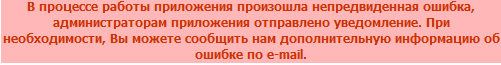 В процессе работы приложения произошла непредвиденная ошибка,
администраторам приложения отправлено уведомление. При
необходимости, Вы можете сообщить нам дополнительную информацию об
ошибке по e-mail.